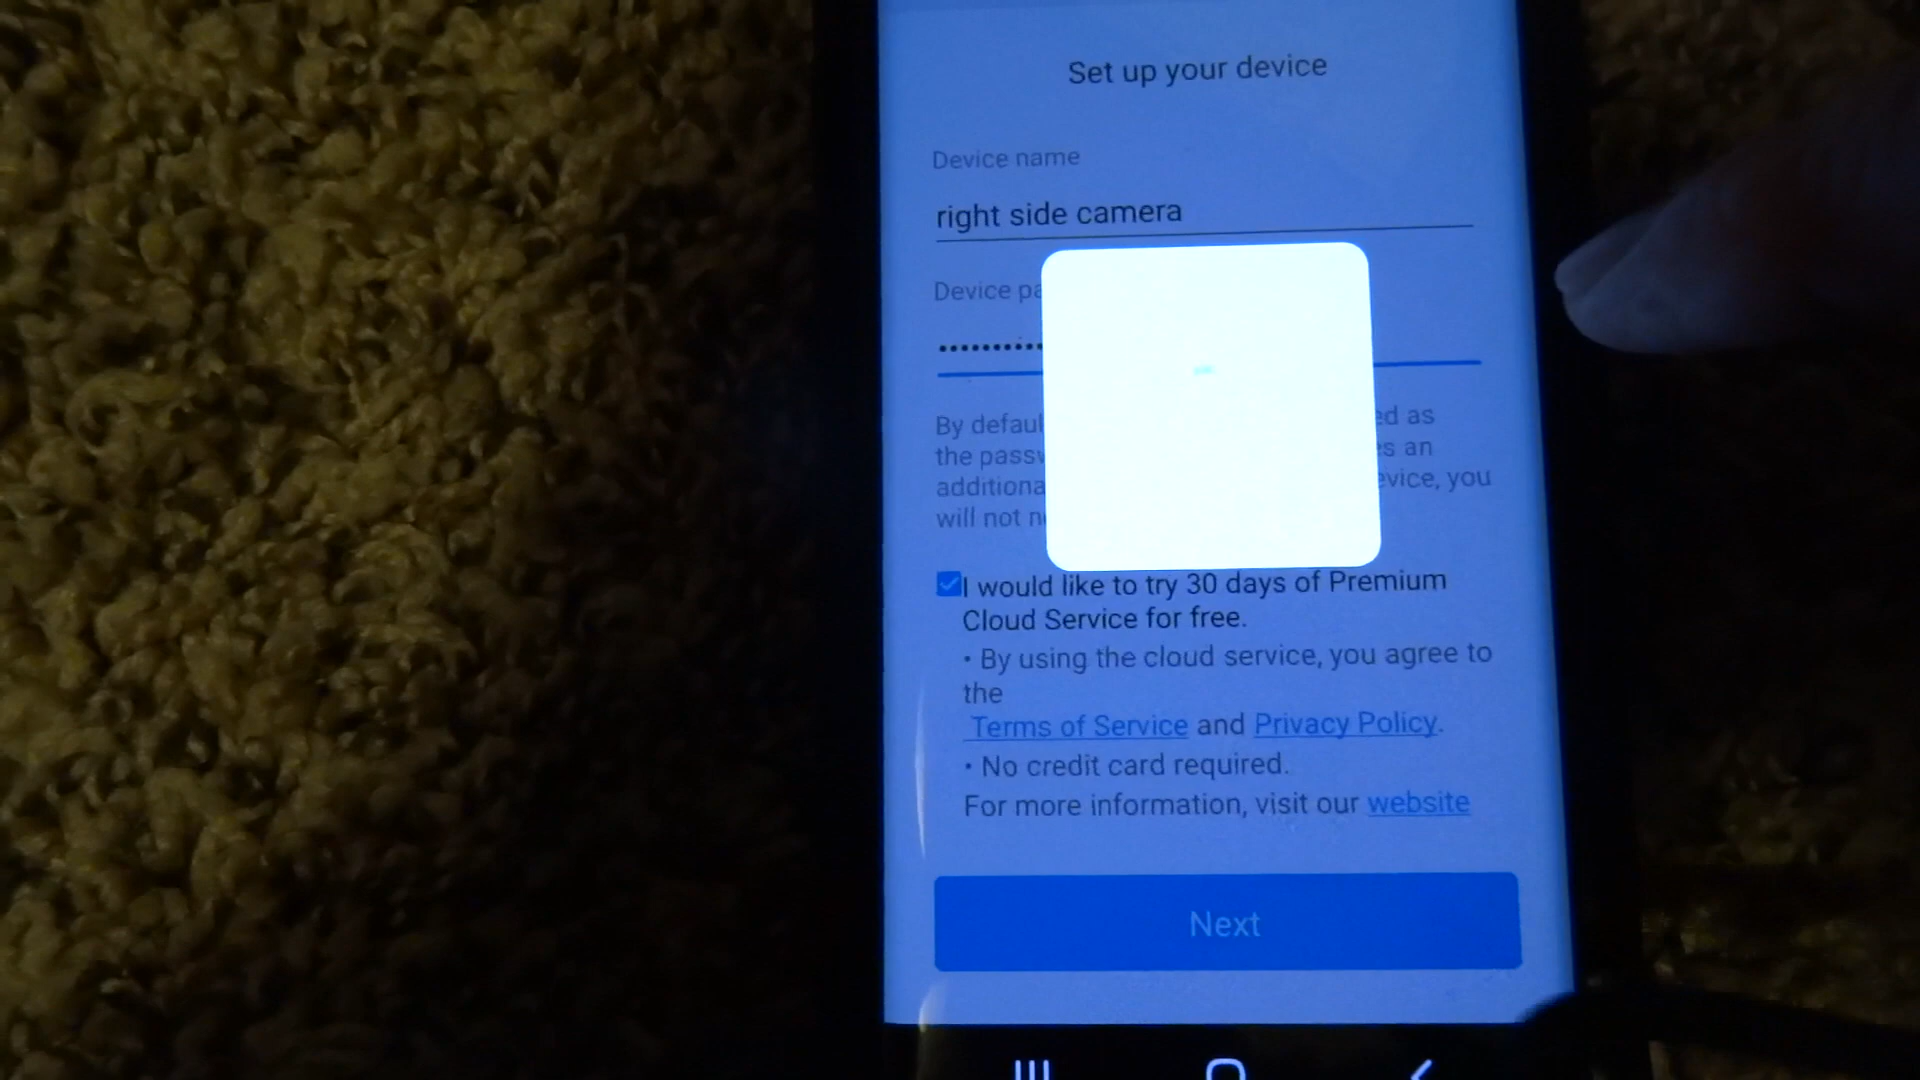 Set up your device
Device name
right side camera
Device
By ed as
the an
additiona evice, you
will not
I would like to try 30 days of Premium
Cloud Service for free.
• By using the cloud service, you agree to
the
Terms of Service and Privacy Policy.
• No credit card required.
For more information, visit our website
Next